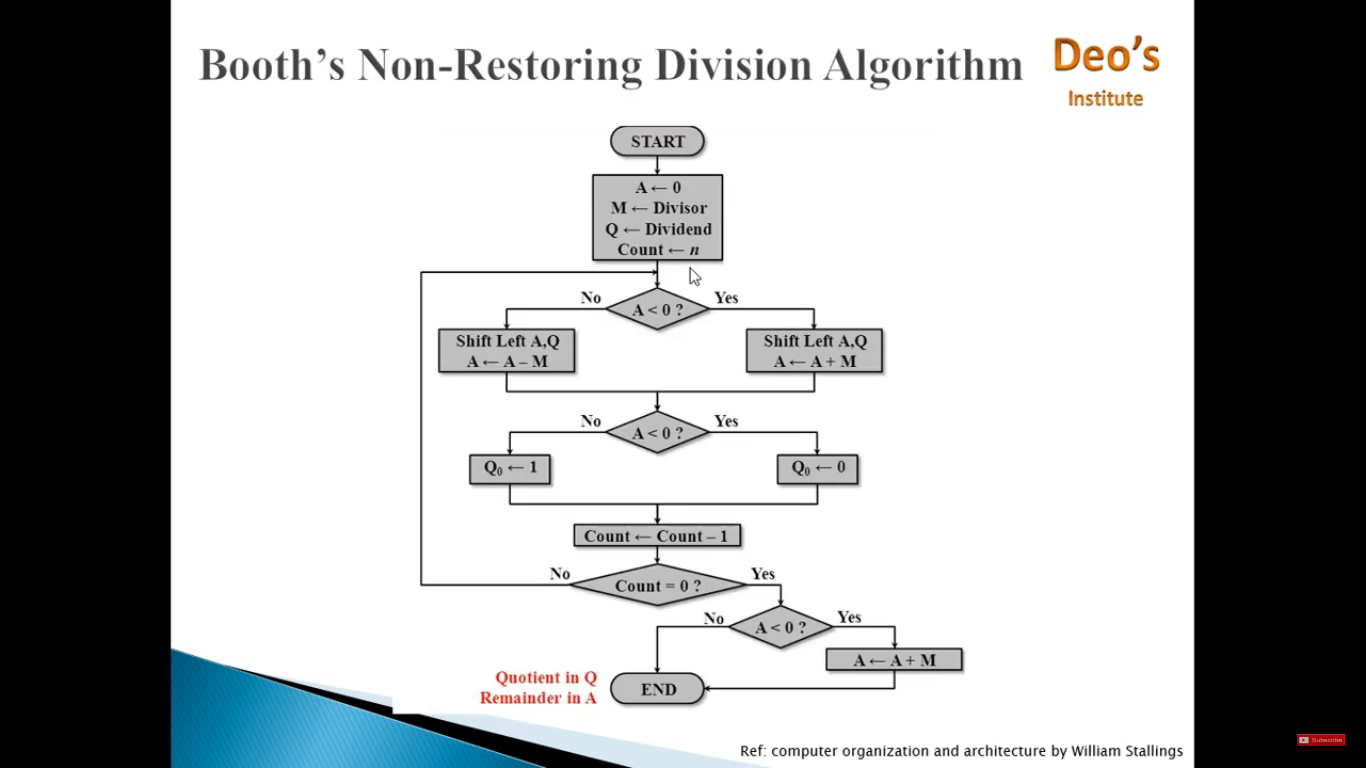 Booth’s Non-Restoring Division Algorithm
Deo’s
Institute
START
A ← 0
M ← Divisor
Q ← Dividend
Count ← n
No
A < 0 ?
Yes
Shift Left A,Q
A ← A – M
Shift Left A,Q
A ← A + M
No
A < 0 ?
Yes
Q₀ ← 1
Q₀ ← 0
Count ← Count – 1
No
Count = 0 ?
Yes
No
A < 0 ?
Yes
A ← A + M
Quotient in Q
Remainder in A
END
Subscribe
Ref: computer organization and architecture by William Stallings